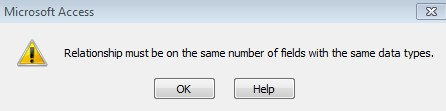 Microsoft Access
Relationship must be on the same number of fields with the same data types.
OK Help